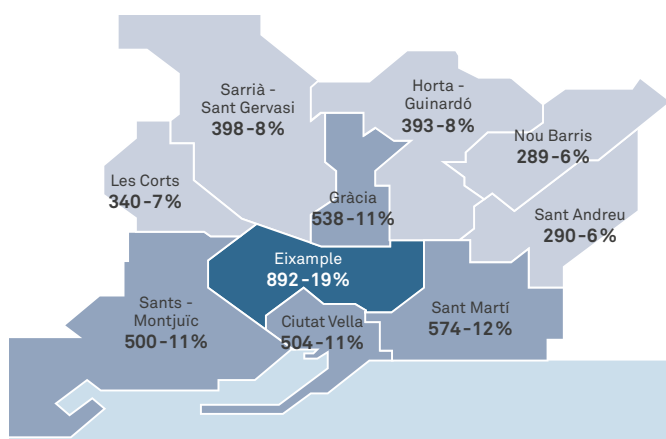 Sarrià -
Sant Gervasi
398-8%
Horta -
Guinardó
393-8%
Nou Barris
289-6%
Les Corts
340-7%
Gràcia
538-11%
Sant Andreu
290-6%
Eixample
892-19%
Sants -
Montjuïc
500-11%
Ciutat Vella
504-11%
Sant Martí
574-12%